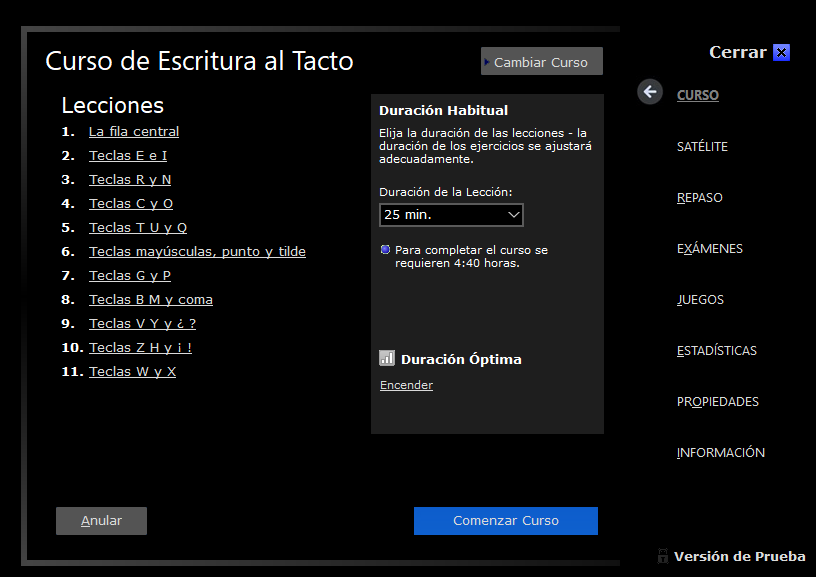 Curso de Escritura al Tacto
Cambiar Curso
Lecciones
1. La fila central
2. Teclas E e I
3. Teclas R y N
4. Teclas C y O
5. Teclas T U y Q
6. Teclas mayúsculas, punto y tilde
7. Teclas G y P
8. Teclas B M y coma
9. Teclas V Y y ¿ ?
10. Teclas Z H y ¡ !
11. Teclas W y X
Duración Habitual
Elija la duración de las lecciones - la
duración de los ejercicios se ajustará
adecuadamente.
Duración de la Lección:
25 min.
Para completar el curso se
requieren 4:40 horas.
Duración Óptima
Encender
Anular
Comenzar Curso
Cerrar
CURSO
SATÉLITE
REPASO
EXÁMENES
JUEGOS
ESTADÍSTICAS
PROPIEDADES
INFORMACIÓN
Versión de Prueba